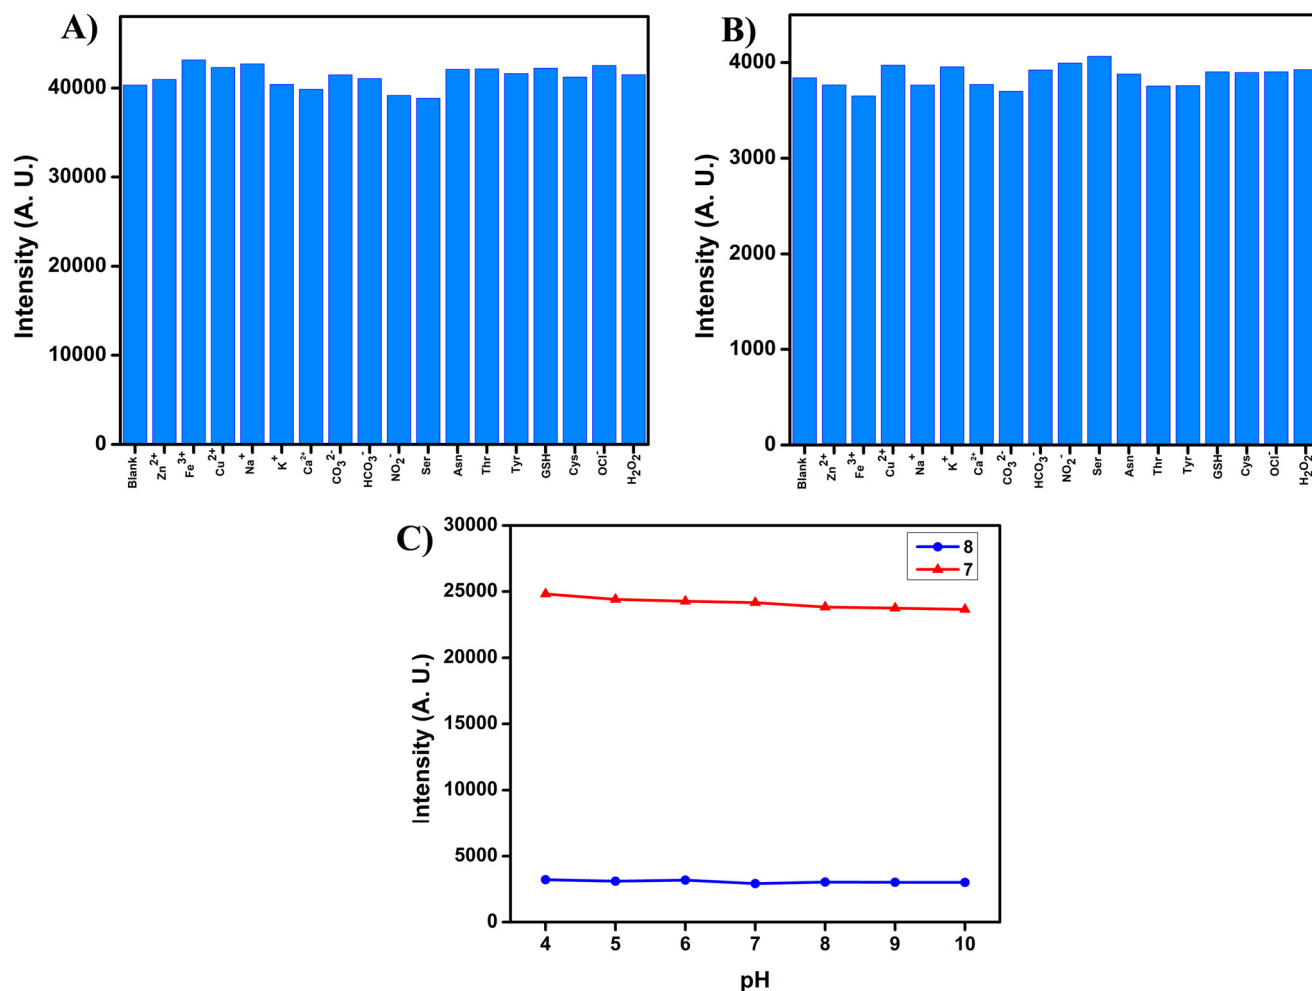 A)
Intensity (A. U.)
40000
30000
20000
10000
0
Blank
Zn2+
Fe3+
Cu2+
Na+
K+
Ca2+
CO32-
HCO3-
NO2-
Ser
Asn
Thr
Tyr
GSH
Cys
OCl-
H2O2
B)
Intensity (A. U.)
4000
3000
2000
1000
0
Blank
Zn2+
Fe3+
Cu2+
Na+
K+
Ca2+
CO32-
HCO3-
NO2-
Ser
Asn
Thr
Tyr
GSH
Cys
OCl-
H2O2
C)
Intensity (A. U.)
30000
25000
20000
15000
10000
5000
0
8
7
4 5 6 7 8 9 10
pH